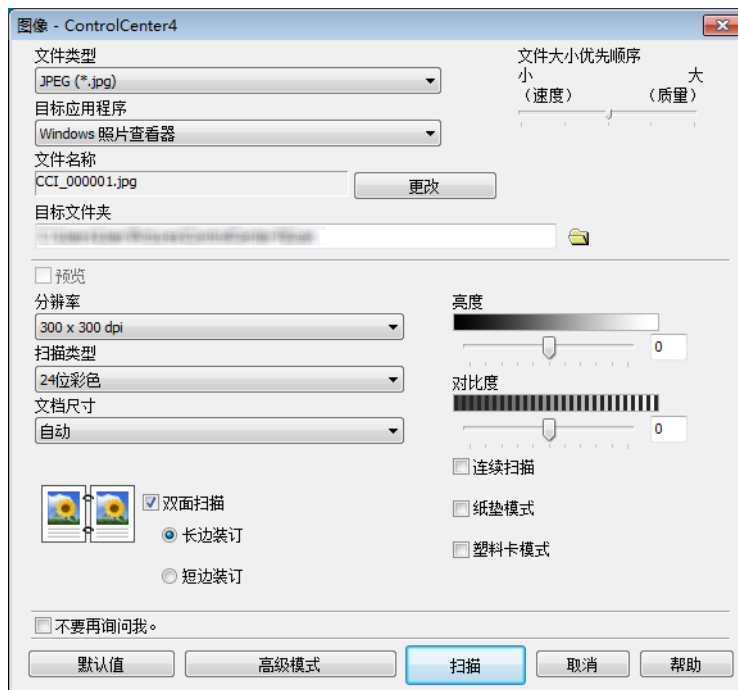 图像 - ControlCenter4
文件类型
JPEG (*.jpg)
目标应用程序
Windows 照片查看器
文件名称
CCI_000001.jpg
更改
目标文件夹
文件大小优先顺序
小 大
（速度） （质量）
预览
分辨率
300 x 300 dpi
扫描类型
24位彩色
文档尺寸
自动
亮度
0
对比度
0
连续扫描
纸垫模式
塑料卡模式
双面扫描
长边装订
短边装订
不要再询问我。
默认值 高级模式 扫描 取消 帮助